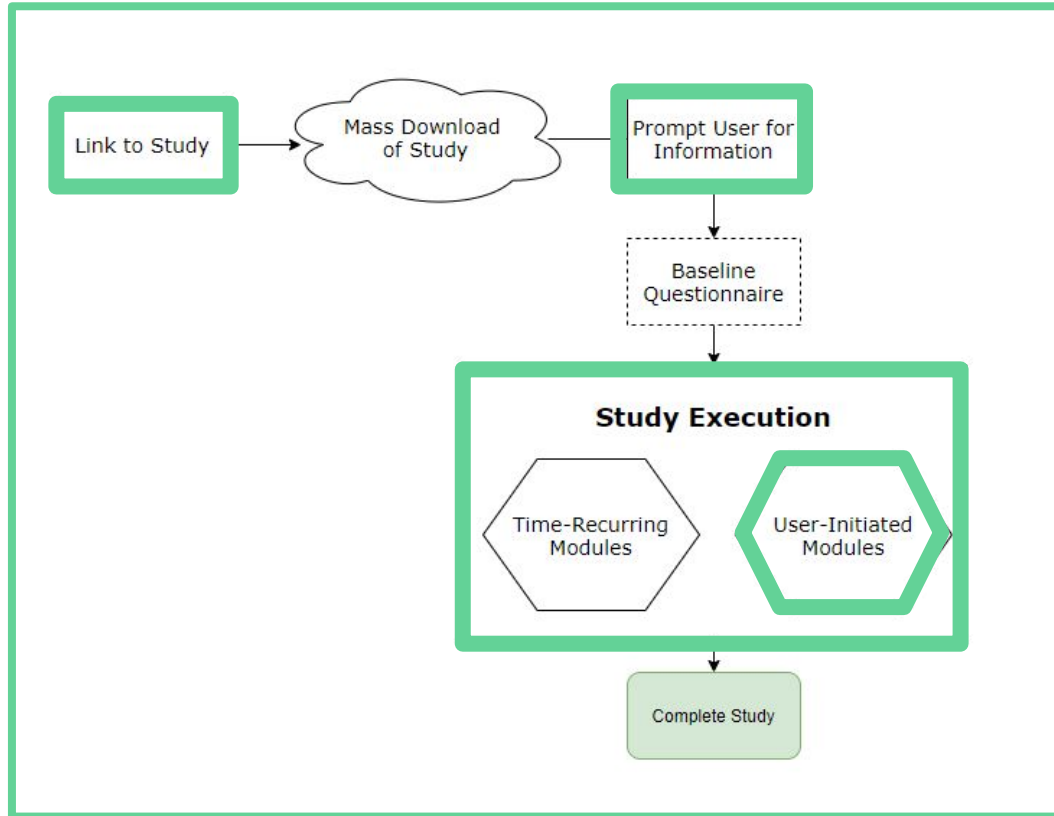 Link to Study
Mass Download
of Study
Prompt User for
Information
Baseline
Questionnaire
Study Execution
Time-Recurring
Modules
User-Initiated
Modules
Complete Study